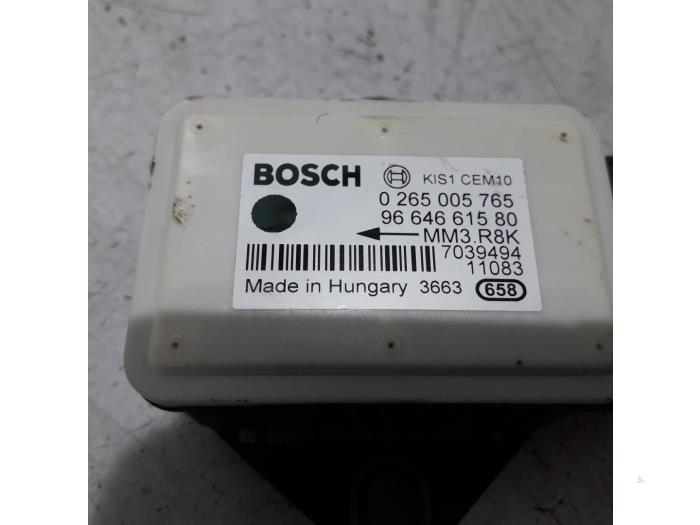 BOSCH KIS1 CEM10
0 265 005 765
96 646 615 80
MM3.R8K
7039494
11083
Made in Hungary 3663 658